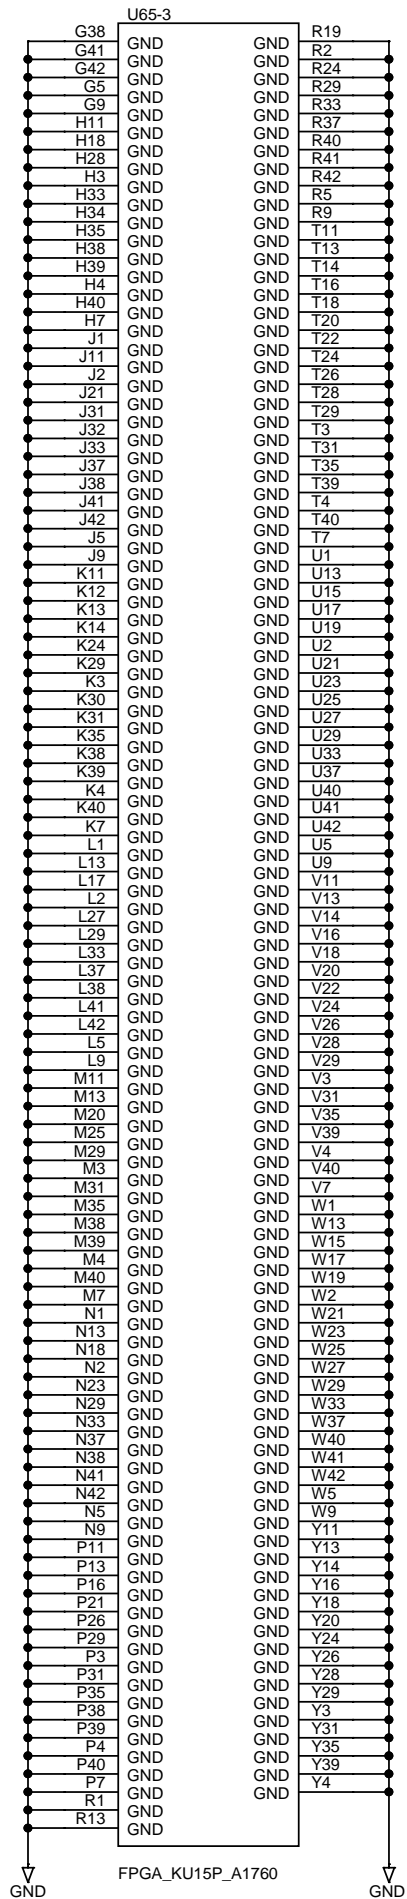 U65-3
G38 GND GND R19
G41 GND GND R2
G42 GND GND R24
G5 GND GND R29
G9 GND GND R33
H11 GND GND R37
H18 GND GND R40
H28 GND GND R41
H3 GND GND R42
H33 GND GND R5
H34 GND GND R9
H35 GND GND T11
H38 GND GND T13
H39 GND GND T14
H4 GND GND T16
H40 GND GND T18
H7 GND GND T20
J1 GND GND T22
J11 GND GND T24
J2 GND GND T26
J21 GND GND T28
J31 GND GND T29
J32 GND GND T3
J33 GND GND T31
J37 GND GND T35
J38 GND GND T39
J41 GND GND T4
J42 GND GND T40
J5 GND GND T7
J9 GND GND U1
K11 GND GND U13
K12 GND GND U15
K13 GND GND U17
K14 GND GND U19
K24 GND GND U2
K29 GND GND U21
K3 GND GND U23
K30 GND GND U25
K31 GND GND U27
K35 GND GND U29
K38 GND GND U33
K39 GND GND U37
K4 GND GND U40
K40 GND GND U41
K7 GND GND U42
L1 GND GND U5
L13 GND GND U9
L17 GND GND V11
L2 GND GND V13
L27 GND GND V14
L29 GND GND V16
L33 GND GND V18
L37 GND GND V20
L38 GND GND V22
L41 GND GND V24
L42 GND GND V26
L5 GND GND V28
L9 GND GND V29
M11 GND GND V3
M13 GND GND V31
M20 GND GND V35
M25 GND GND V39
M29 GND GND V4
M3 GND GND V40
M31 GND GND V7
M35 GND GND W1
M38 GND GND W13
M39 GND GND W15
M4 GND GND W17
M40 GND GND W19
M7 GND GND W2
N1 GND GND W21
N13 GND GND W23
N18 GND GND W25
N2 GND GND W27
N23 GND GND W29
N29 GND GND W33
N33 GND GND W37
N37 GND GND W40
N38 GND GND W41
N41 GND GND W42
N42 GND GND W5
N5 GND GND W9
N9 GND GND Y11
P11 GND GND Y13
P13 GND GND Y14
P16 GND GND Y16
P21 GND GND Y18
P26 GND GND Y20
P29 GND GND Y24
P3 GND GND Y26
P31 GND GND Y28
P35 GND GND Y29
P38 GND GND Y3
P39 GND GND Y31
P4 GND GND Y35
P40 GND GND Y39
P7 GND GND Y4
R1 GND
R13 GND
FPGA_KU15P_A1760
GND GND